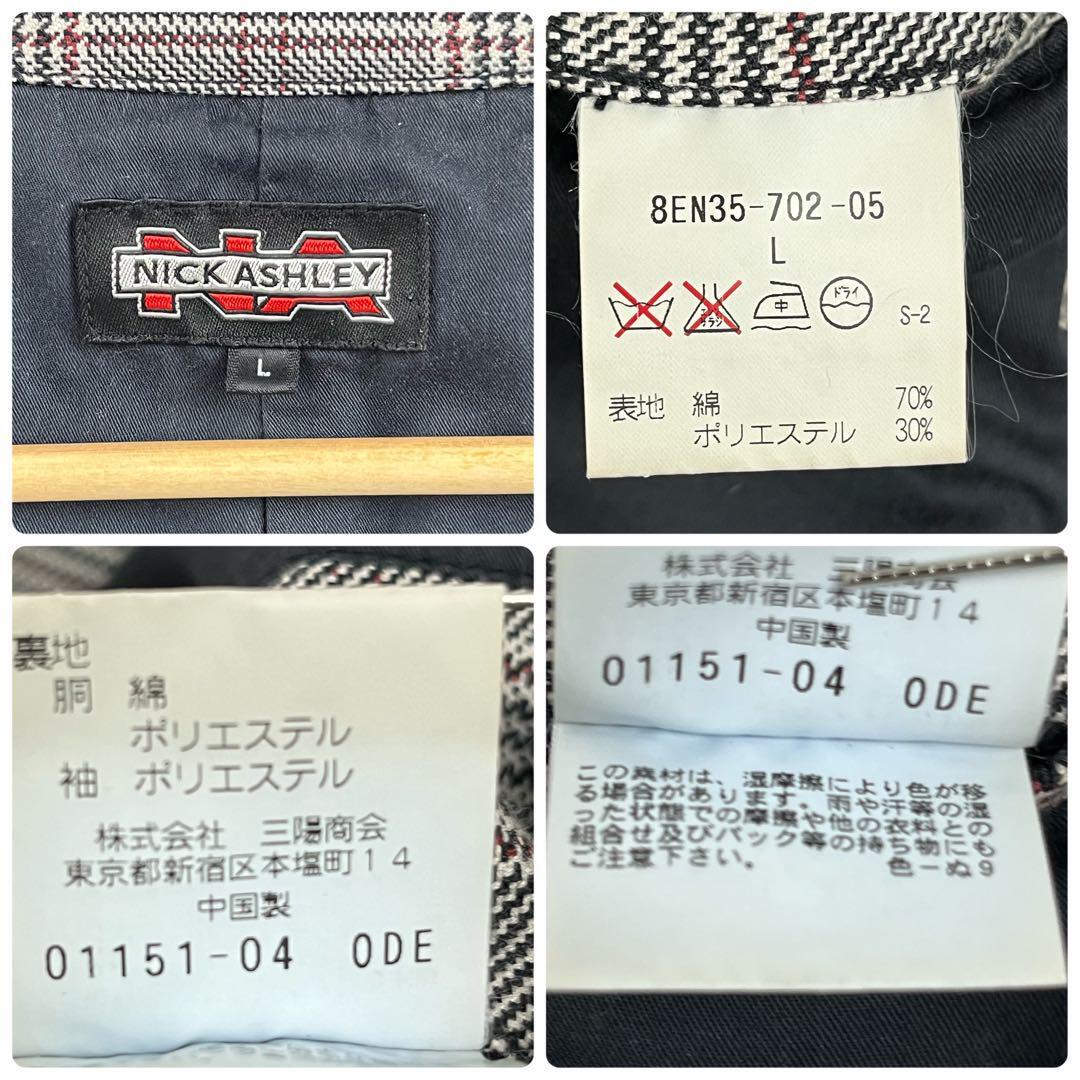 NICK ASHLEY
L
8EN35-702-05
L
中 ドライ S-2
表地 綿 70%
ポリエステル 30%
裏地
胴 綿
ポリエステル
袖 ポリエステル
株式会社 三陽商会
東京都新宿区本塩町14
中国製
01151-04 0DE
株式会社 三陽商会
東京都新宿区本塩町14
中国製
01151-04 0DE
この素材は、湿摩擦により色が移
る場合があります。雨や汗等の湿
った状態での摩擦や他の衣料との
組合せ及びバック等の持ち物にも
ご注意下さい。 色ーぬ9